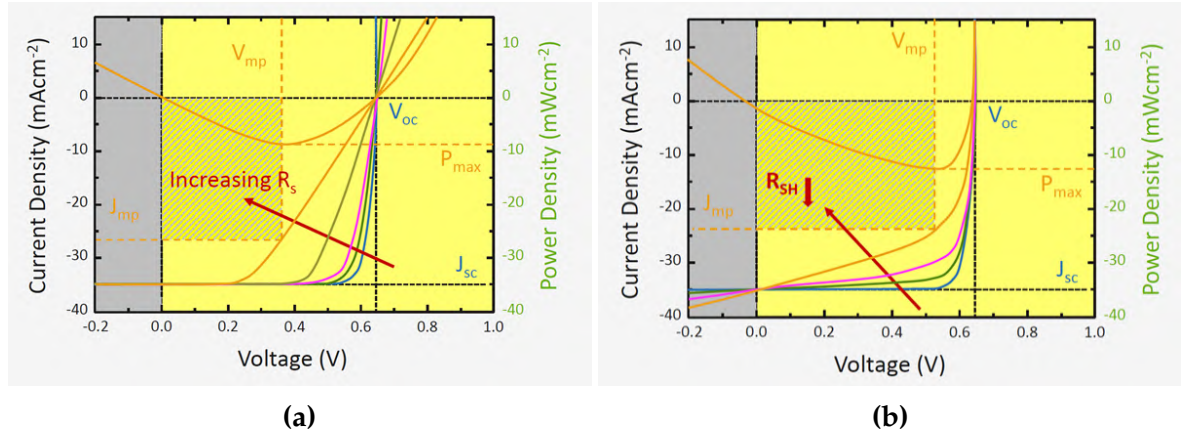 Current Density (mAcm-2)
10
0
-10
-20
-30
-40
-0.2
0.0
0.2
0.4
0.6
0.8
1.0
Voltage (V)
Vmp
Voc
Pmax
Increasing Rs
Jmp
Jsc
10
0
-10
-20
-30
-40
Power Density (mWcm-2)
(a)
Current Density (mAcm-2)
10
0
-10
-20
-30
-40
-0.2
0.0
0.2
0.4
0.6
0.8
1.0
Voltage (V)
Vmp
Voc
Pmax
RSH
Jmp
Jsc
10
0
-10
-20
-30
-40
Power Density (mWcm-2)
(b)